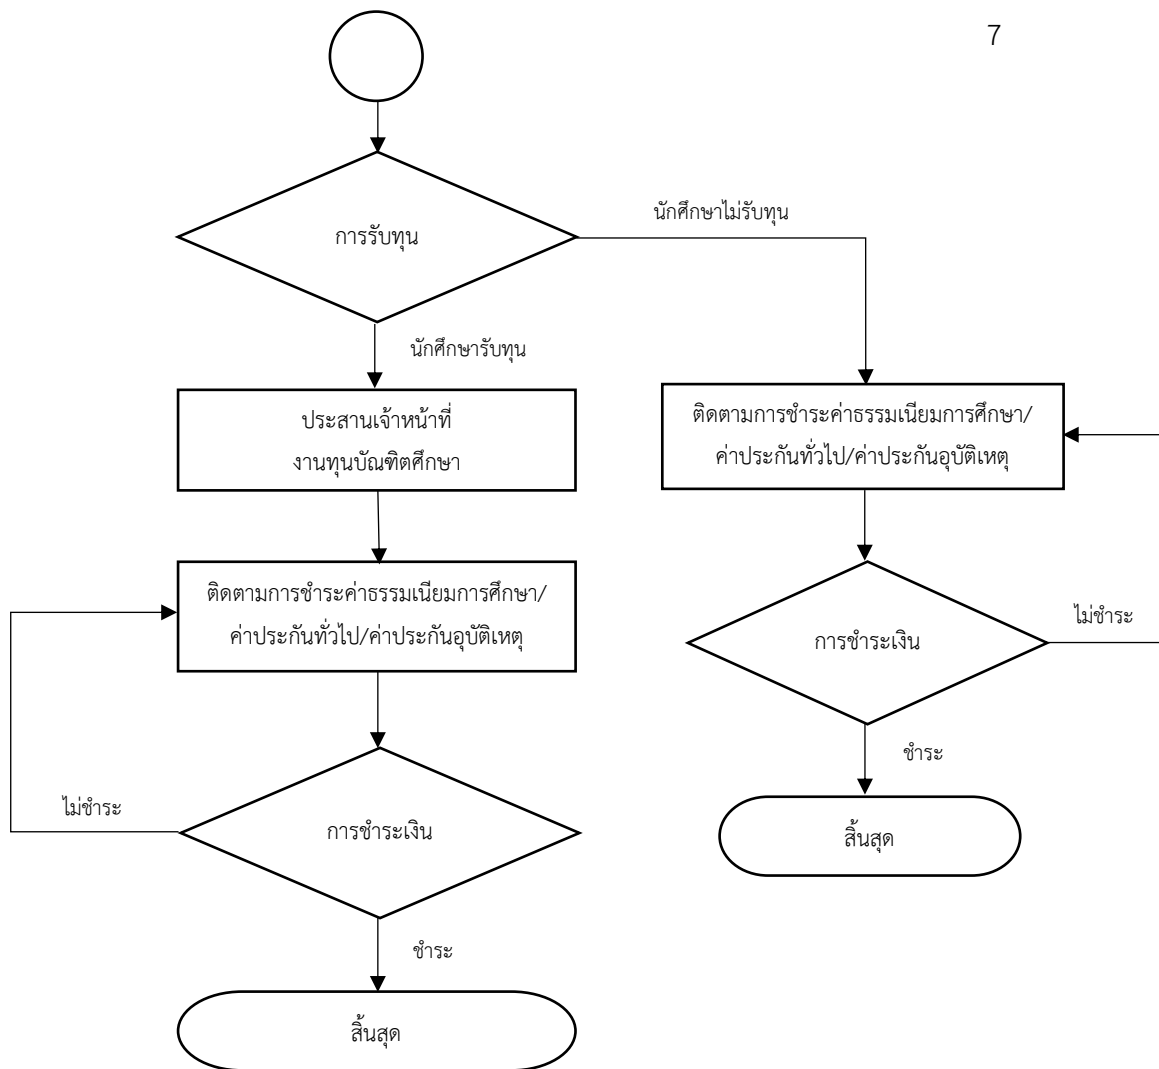 7
การรับทุน
นักศึกษาไม่รับทุน
นักศึกษารับทุน
ประสานเจ้าหน้าที่
งานทุนบัณฑิตศึกษา
ติดตามการชำระค่าธรรมเนียมการศึกษา/
ค่าประกันทั่วไป/ค่าประกันอุบัติเหตุ
การชำระเงิน
ไม่ชำระ
ชำระ
สิ้นสุด
ติดตามการชำระค่าธรรมเนียมการศึกษา/
ค่าประกันทั่วไป/ค่าประกันอุบัติเหตุ
การชำระเงิน
ไม่ชำระ
ชำระ
สิ้นสุด